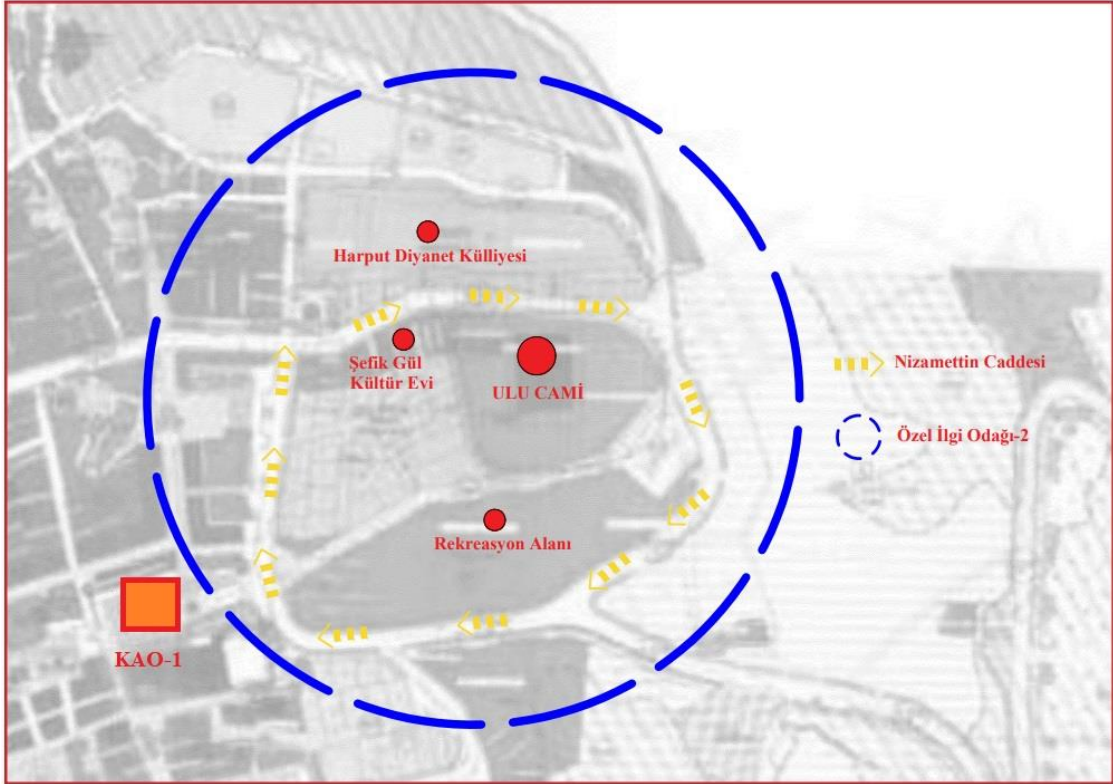 Harput Diyanet Külliyesi
Şefik Gül
Kültür Evi
ULU CAMİ
Nizamettin Caddesi
Özel İlgi Odağı-2
Rekreasyon Alanı
KAO-1